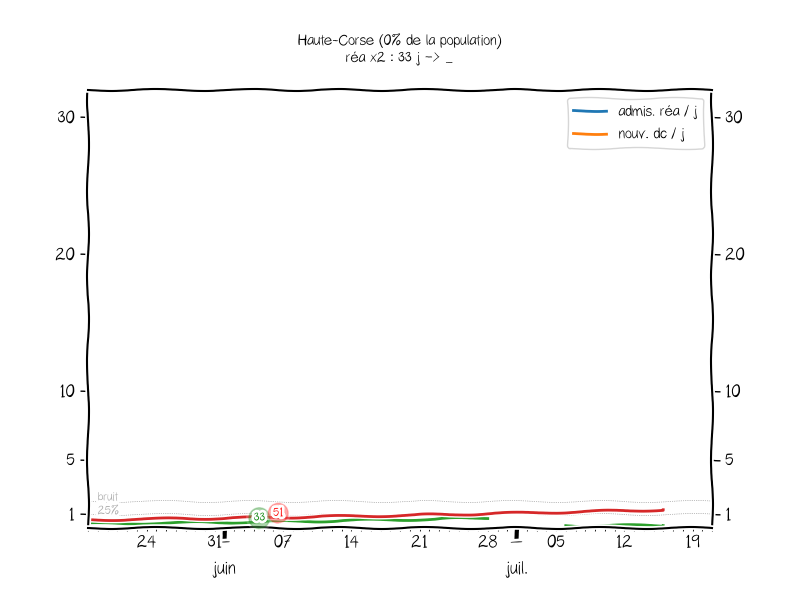 Haute-Corse (0% de la population)
réa x2 : 33 j -> _
admis. réa / j
nouv. dc / j
30 30
20 20
10 10
5 5
bruit
25%
1 1
33 51
24 31 07 14 21 28 05 12 19
juin juil.